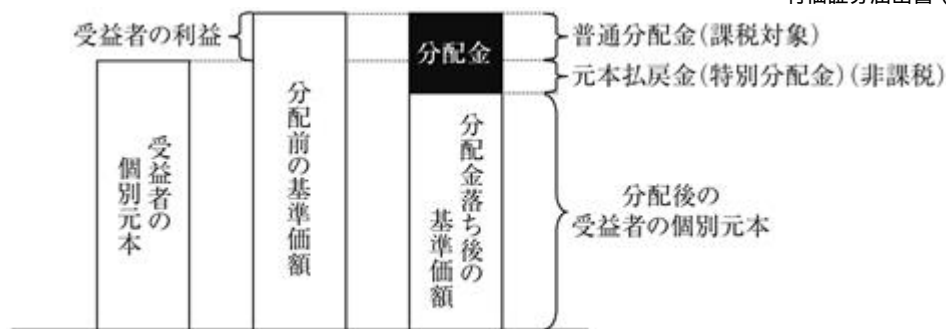 受益者の利益
分配金
普通分配金(課税対象)
元本払戻金(特別分配金)(非課税)
受益者の
個別元本
分配前の基準価額
分配金落ち後の
基準価額
分配後の
受益者の個別元本